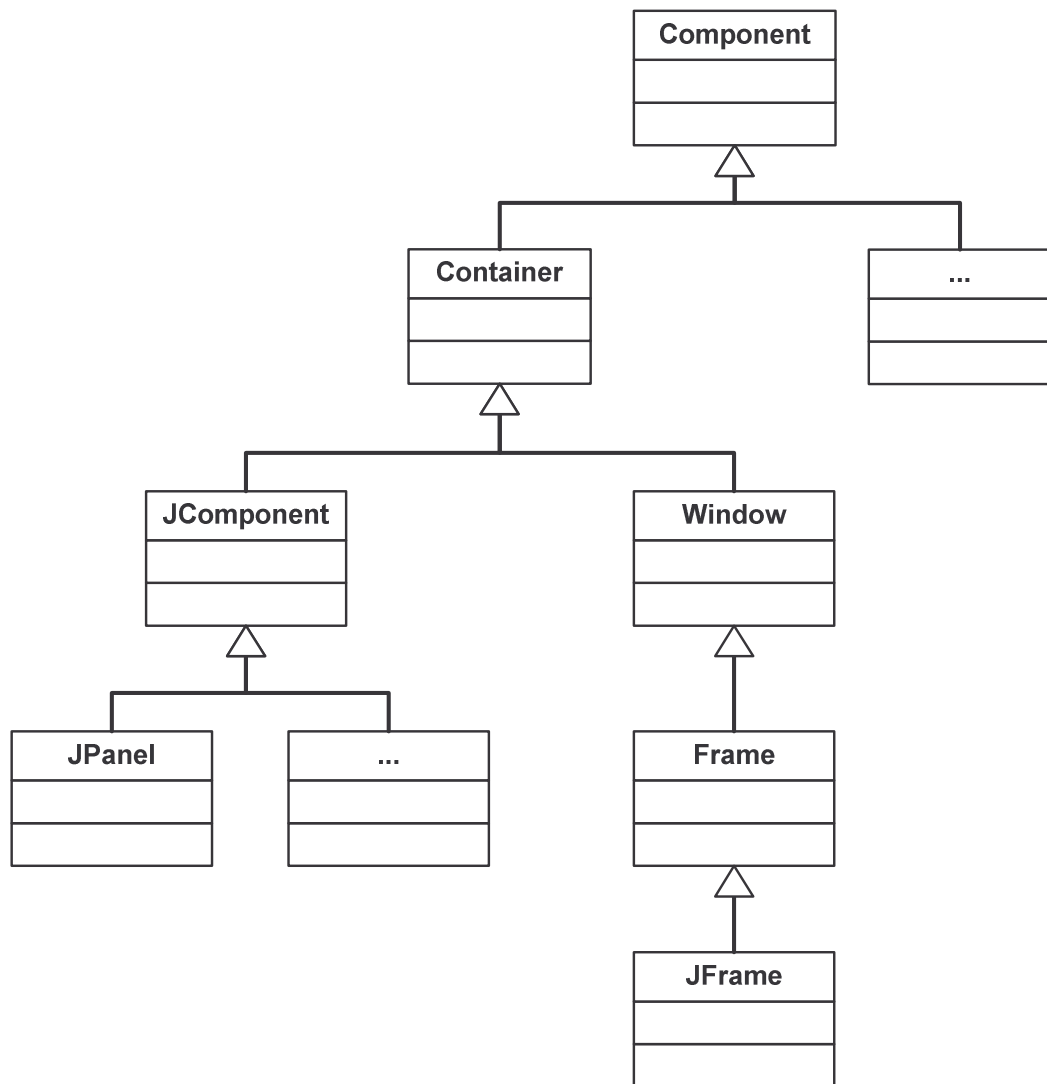 Component
Container
...
JComponent
Window
JPanel
...
Frame
JFrame